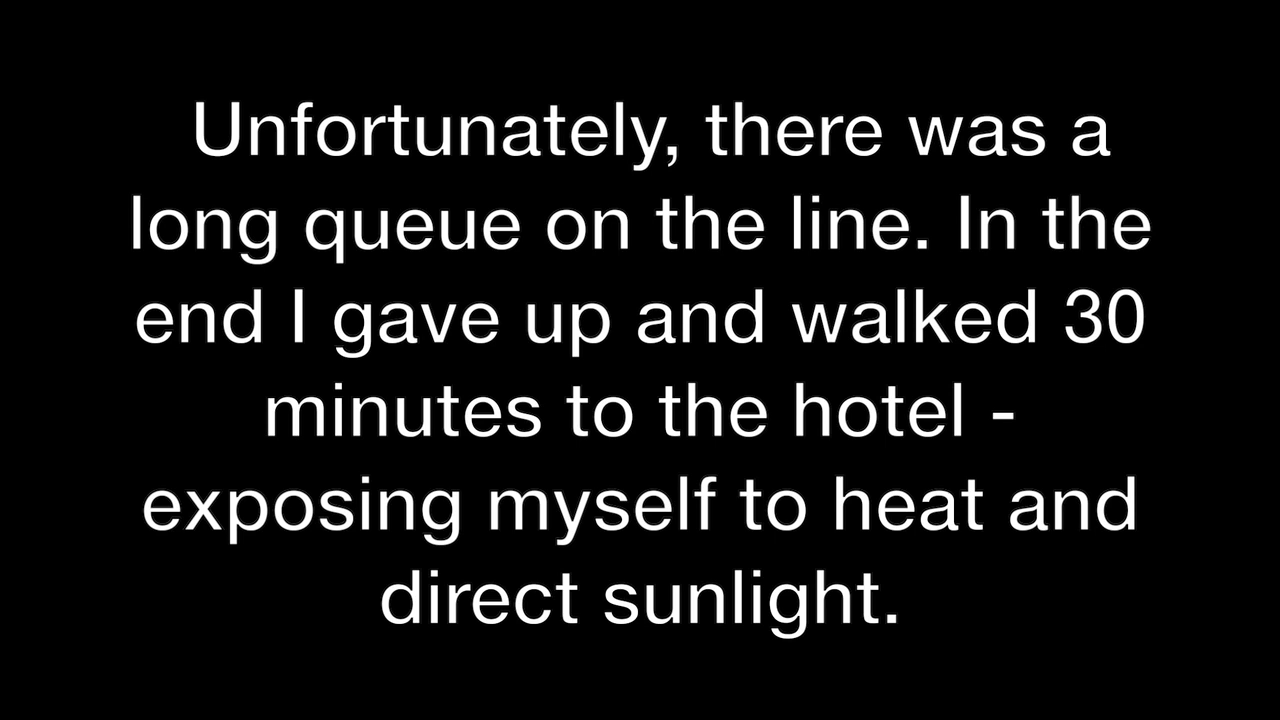 Unfortunately, there was a
long queue on the line. In the
end I gave up and walked 30
minutes to the hotel -
exposing myself to heat and
direct sunlight.